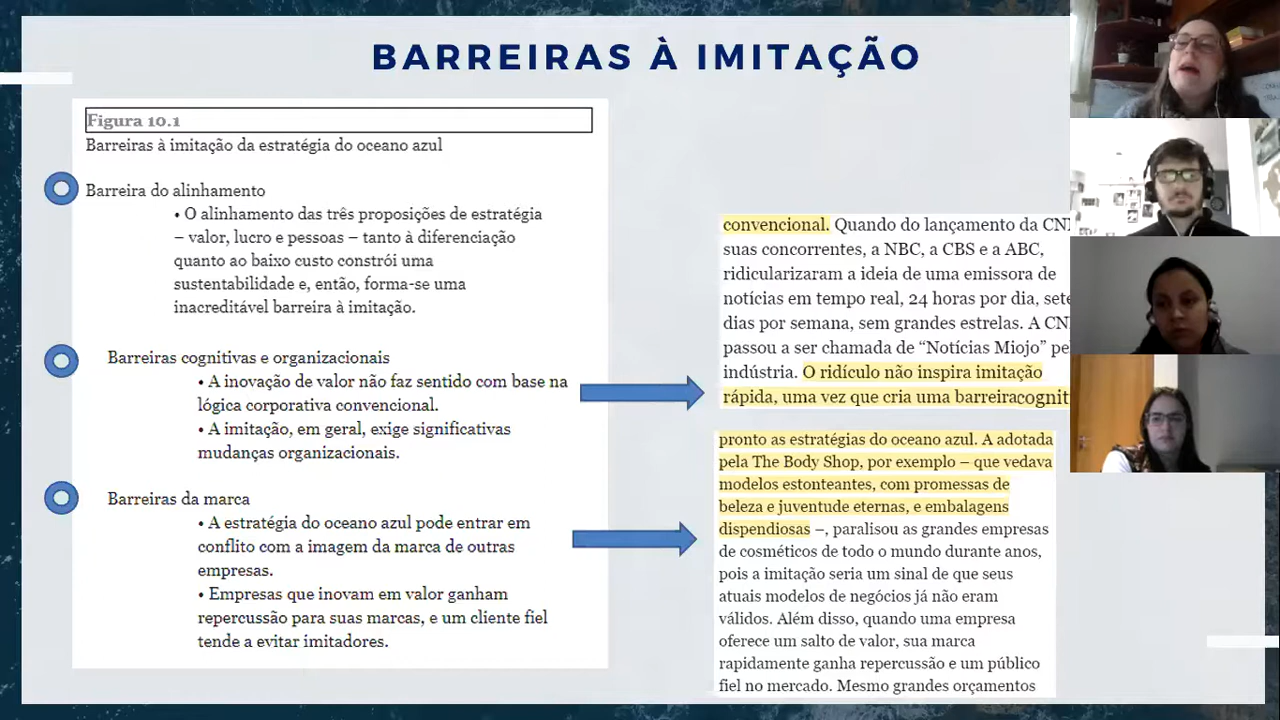 BARREIRAS À IMITAÇÃO
Figura 10.1
Barreiras à imitação da estratégia do oceano azul
Barreira do alinhamento
• O alinhamento das três proposições de estratégia
– valor, lucro e pessoas – tanto à diferenciação
quanto ao baixo custo constrói uma
sustentabilidade e, então, forma-se uma
inacreditável barreira à imitação.
Barreiras cognitivas e organizacionais
• A inovação de valor não faz sentido com base na
lógica corporativa convencional.
• A imitação, em geral, exige significativas
mudanças organizacionais.
Barreiras da marca
• A estratégia do oceano azul pode entrar em
conflito com a imagem da marca de outras
empresas.
• Empresas que inovam em valor ganham
repercussão para suas marcas, e um cliente fiel
tende a evitar imitadores.
convencional. Quando do lançamento da
suas concorrentes, a NBC, a CBS e a ABC,
ridicularizaram a ideia de uma emissora de
notícias em tempo real, 24 horas por dia,
dias por semana, sem grandes estrelas. A
passou a ser chamada de “Notícias Miojo”
indústria. O ridículo não inspira imitação
rápida, uma vez que cria uma barreira
pronto as estratégias do oceano azul. A adotada
pela The Body Shop, por exemplo – que vedava
modelos estonteantes, com promessas de
beleza e juventude eternas, e embalagens
dispendiosas –, paralisou as grandes empresas
de cosméticos de todo o mundo durante anos,
pois a imitação seria um sinal de que seus
atuais modelos de negócios já não eram
válidos. Além disso, quando uma empresa
oferece um salto de valor, sua marca
rapidamente ganha repercussão e um público
fiel no mercado. Mesmo grandes orçamentos